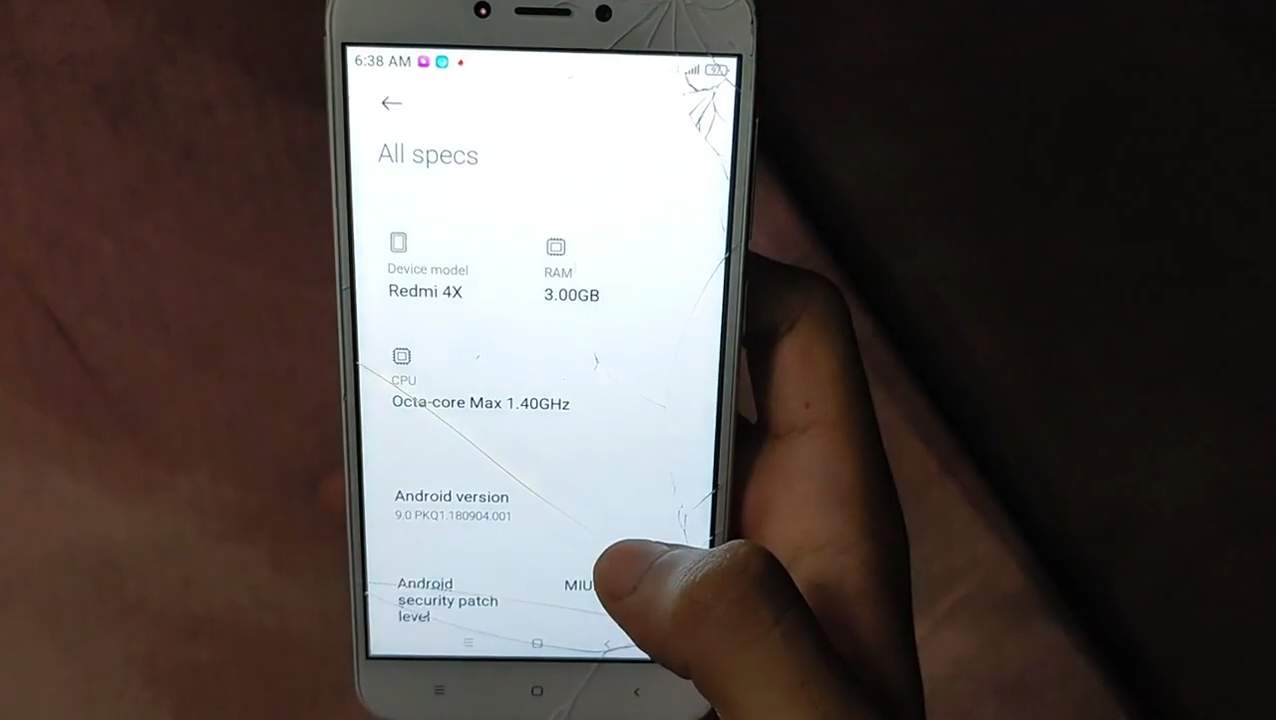 6:38 AM
All specs
Device model
Redmi 4X
RAM
3.00GB
CPU
Octa-core Max 1.40GHz
Android version
9.0 PKQ1.180904.001
Android
security patch
level
MIU